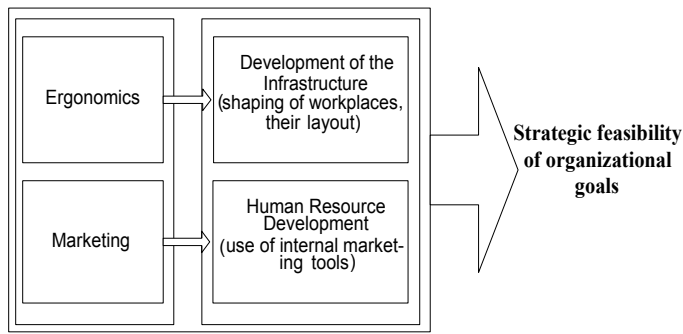 Ergonomics
Development of the
Infrastructure
(shaping of workplaces,
their layout)
Strategic feasibility
of organizational
goals
Marketing
Human Resource
Development
(use of internal market-
ing tools)